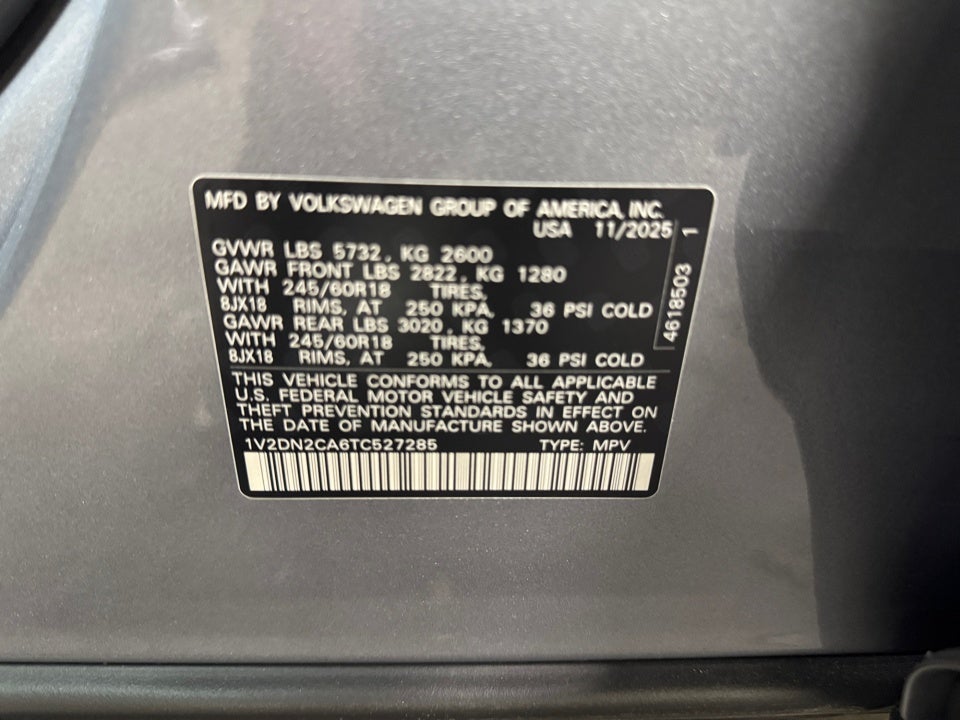 MFD BY VOLKSWAGEN GROUP OF AMERICA, INC.
USA 11/2025
GVWR LBS 5732, KG 2600
GAWR FRONT LBS 2822, KG 1280
WITH 245/60R18 TIRES,
8JX18 RIMS, AT 250 KPA, 36 PSI COLD
GAWR REAR LBS 3020, KG 1370
WITH 245/60R18 TIRES,
8JX18 RIMS, AT 250 KPA, 36 PSI COLD
4618503 1
THIS VEHICLE CONFORMS TO ALL APPLICABLE
U.S. FEDERAL MOTOR VEHICLE SAFETY AND
THEFT PREVENTION STANDARDS IN EFFECT ON
THE DATE OF MANUFACTURE SHOWN ABOVE.
1V2DN2CA6TC527285 TYPE: MPV